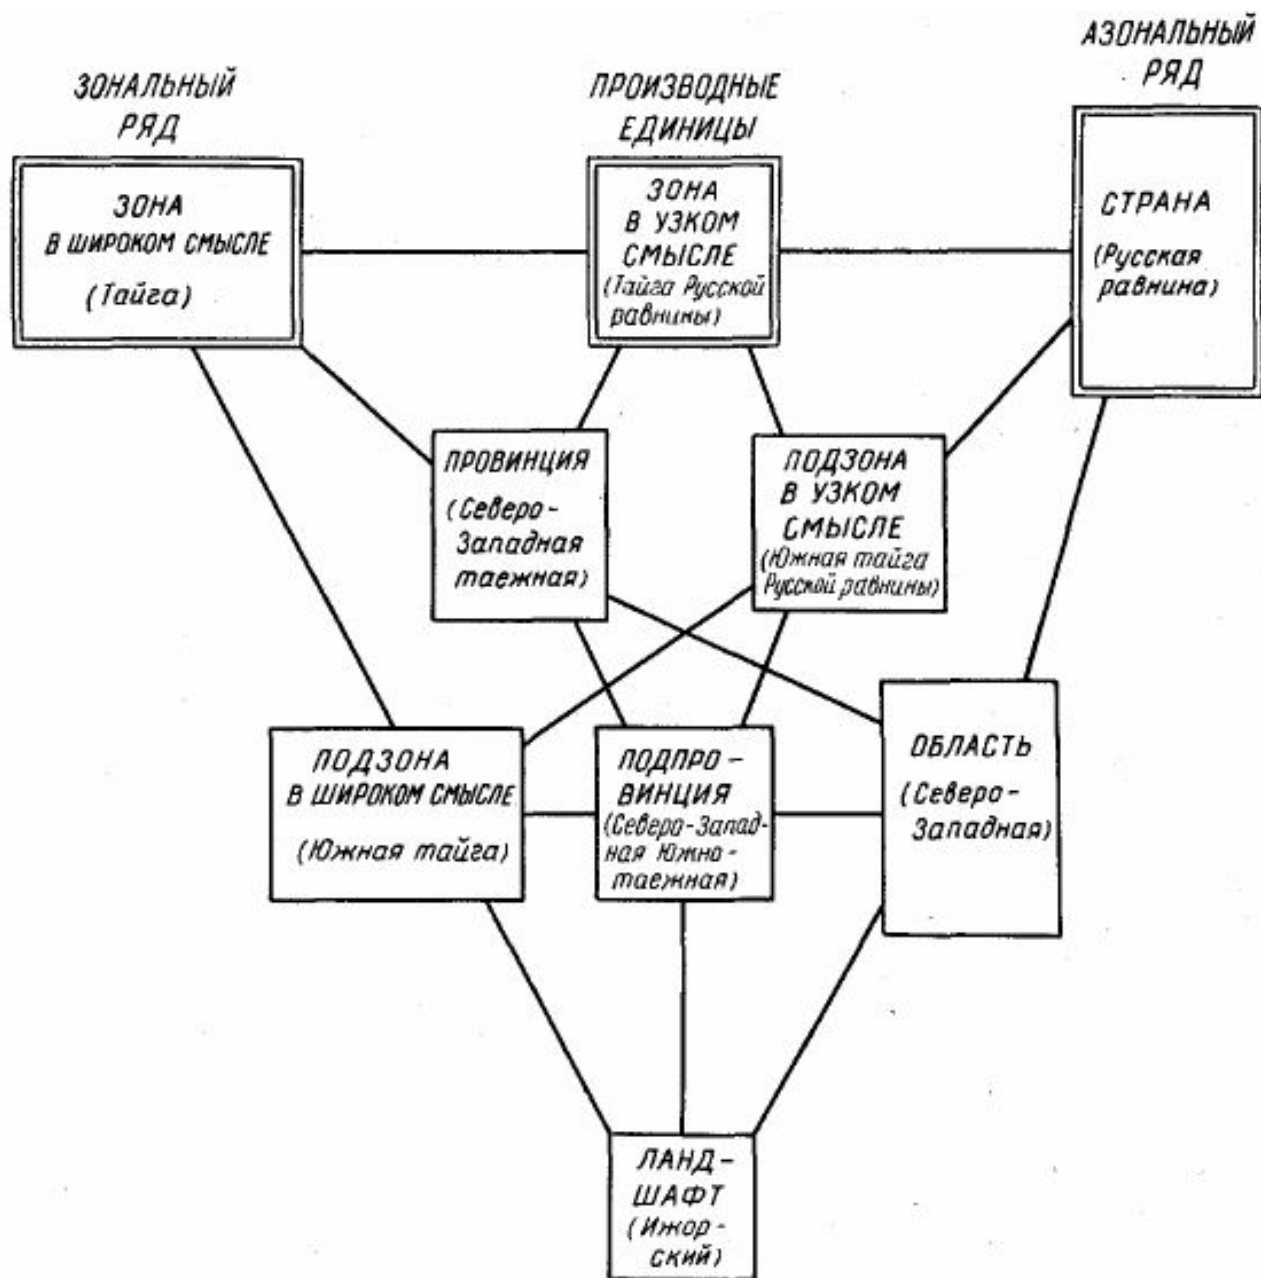 ЗОНАЛЬНЫЙ
РЯД
ПРОИЗВОДНЫЕ
ЕДИНИЦЫ
АЗОНАЛЬНЫЙ
РЯД
ЗОНА
В ШИРОКОМ СМЫСЛЕ
(Тайга)
ЗОНА
В УЗКОМ
СМЫСЛЕ
(Тайга Русской
равнины)
СТРАНА
(Русская
равнина)
ПРОВИНЦИЯ
(Северо-
Западная
таежная)
ПОДЗОНА
В УЗКОМ
СМЫСЛЕ
(Южная тайга
Русской равнины)
ПОДЗОНА
В ШИРОКОМ СМЫСЛЕ
(Южная тайга)
ПОДПРО-
ВИНЦИЯ
(Северо-Запад-
ная Южно-
таежная)
ОБЛАСТЬ
(Северо-
Западная)
ЛАНД-
ШАФТ
(Ижор-
ский)